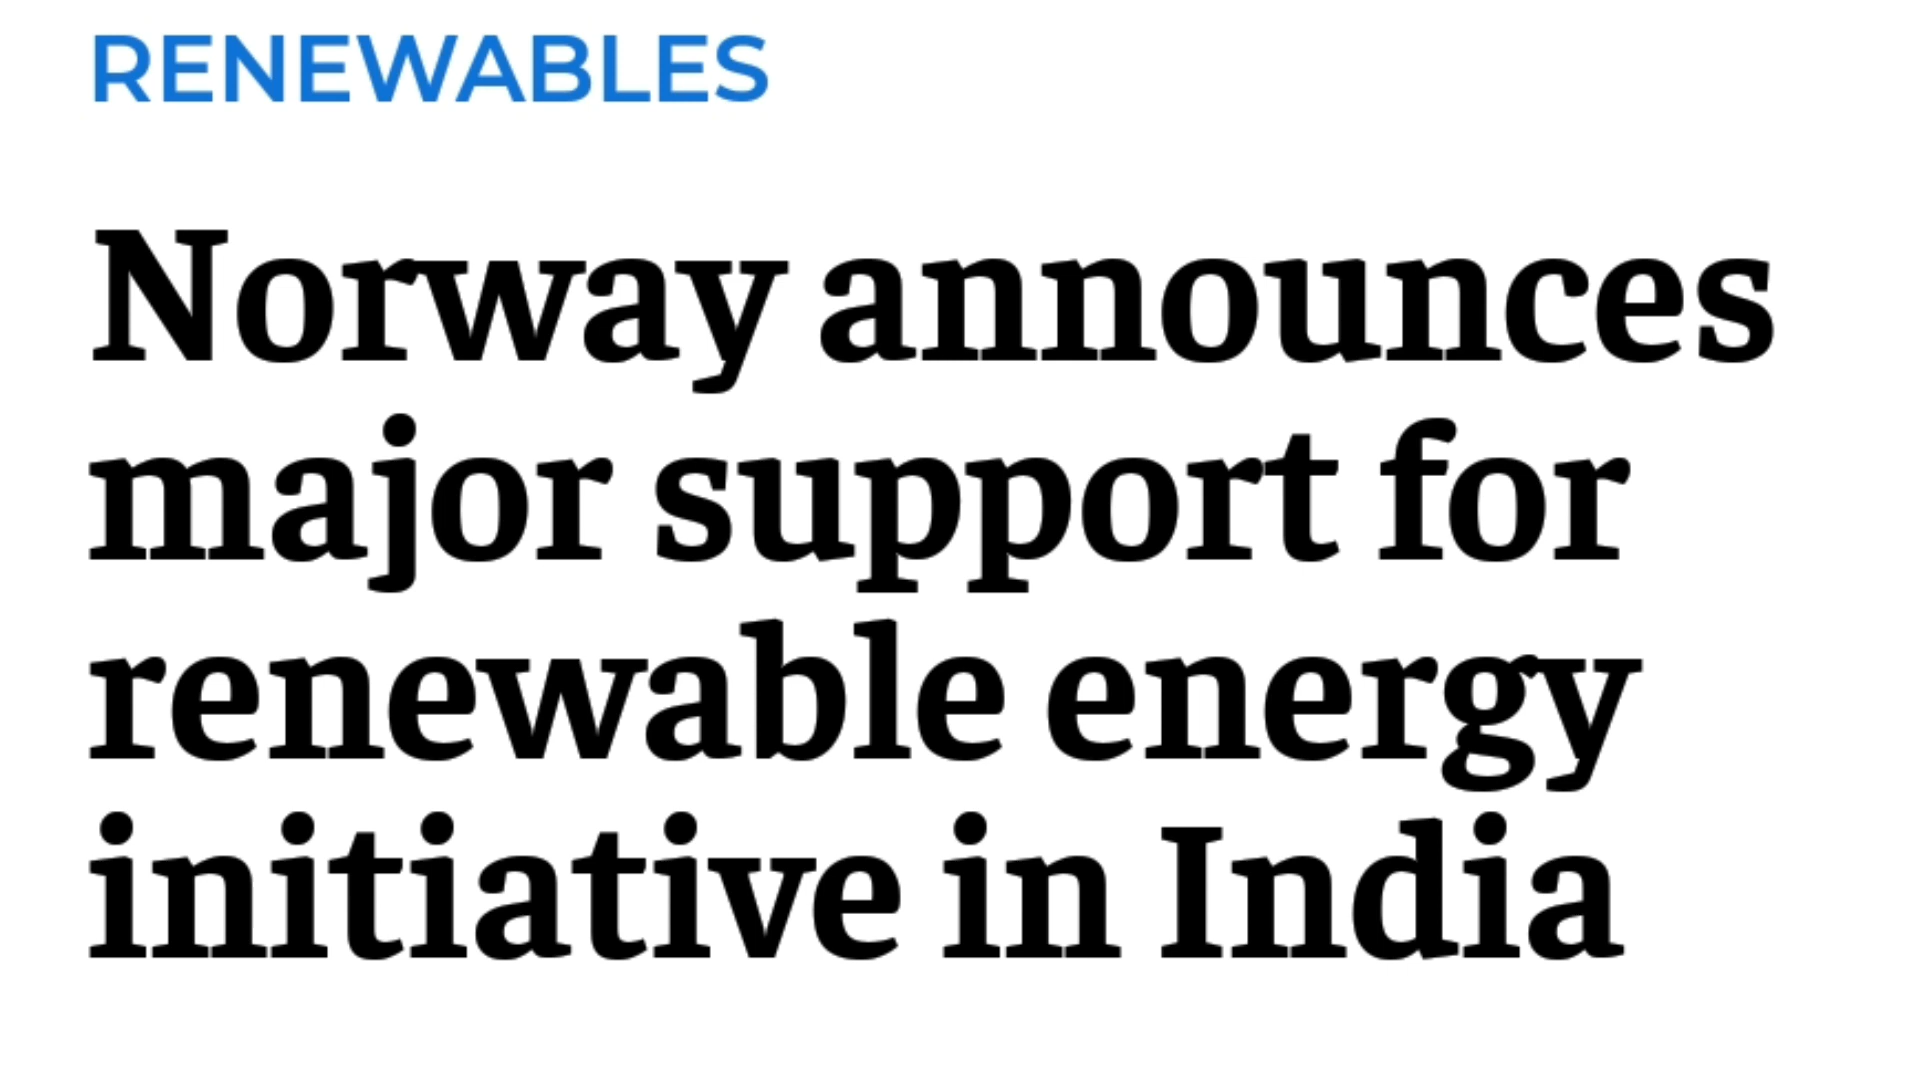 RENEWABLES
Norway announces
major support for
renewable energy
initiative in India